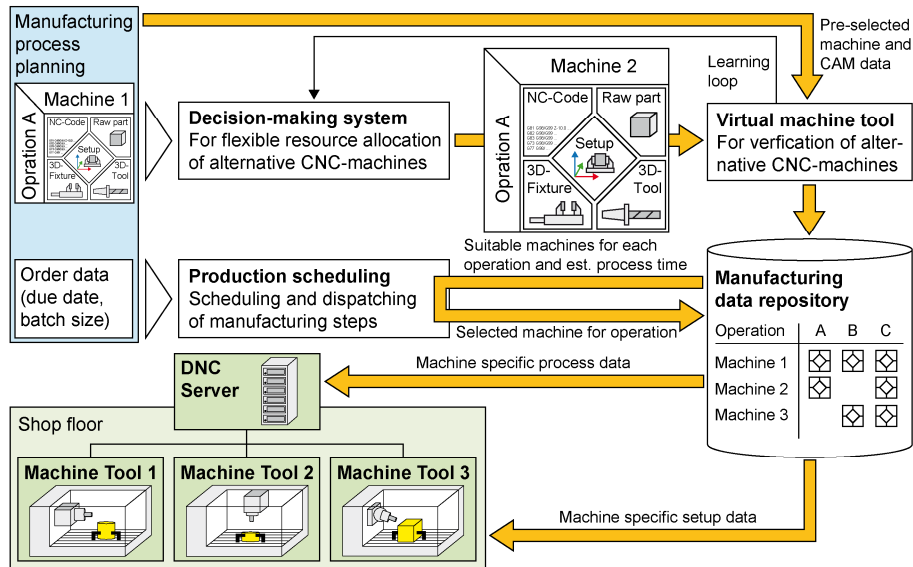 Manufacturing
process
planning
Pre-selected
machine and
CAM data
Learning
loop
Machine 1
Opration A
NC-Code
Raw part
Setup
3D-
Fixture
3D-
Tool
Decision-making system
For flexible resource allocation
of alternative CNC-machines
Machine 2
Opration A
NC-Code
Raw part
Setup
3D-
Fixture
3D-
Tool
Virtual machine tool
For verfication of alter-
native CNC-machines
Order data
(due date,
batch size)
Production scheduling
Scheduling and dispatching
of manufacturing steps
Suitable machines for each
operation and est. process time
Selected machine for operation
Manufacturing
data repository
Operation A B C
Machine 1
Machine 2
Machine 3
Machine specific process data
DNC
Server
Shop floor
Machine Tool 1
Machine Tool 2
Machine Tool 3
Machine specific setup data